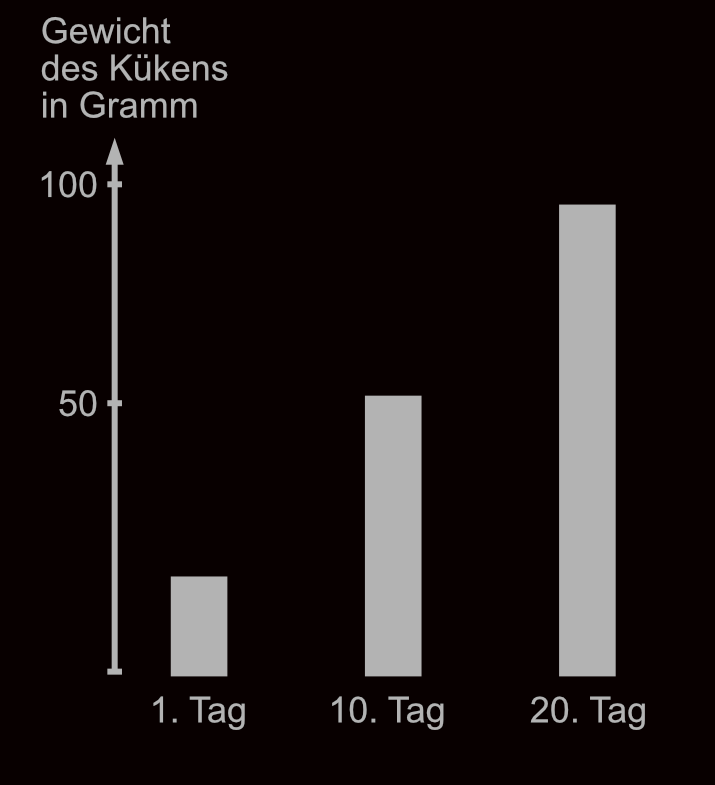 Gewicht
des Kükens
in Gramm
100
50
1. Tag
10. Tag
20. Tag